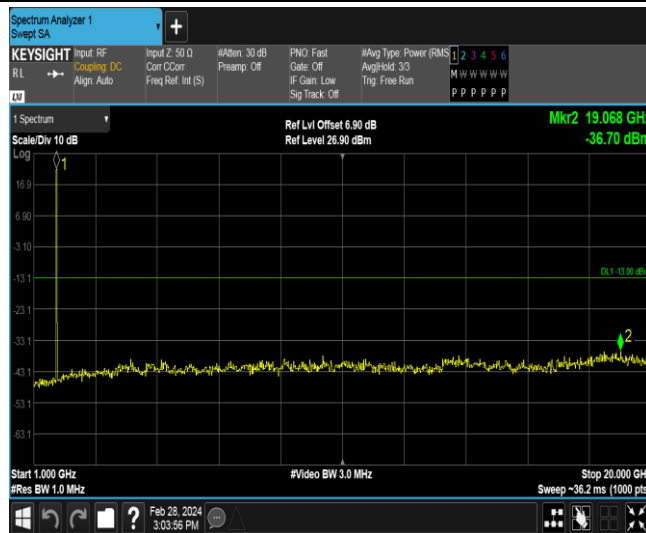 Spectrum Analyzer 1
Swept SA
+
KEYSIGHT
RL
LXI
Input: RF
Coupling: DC
Align: Auto
Input Z: 50 Ω
Corr CCorr
Freq Ref: Int (S)
#Atten: 30 dB
Preamp: Off
PNO: Fast
Gate: Off
IF Gain: Low
Sig Track: Off
#Avg Type: Power (RMS
Avg|Hold: 3/3
Trig: Free Run
1 2 3 4 5 6
M W W W W W
P P P P P P
1 Spectrum
Scale/Div 10 dB
Ref Lvl Offset 6.90 dB
Ref Level 26.90 dBm
Mkr2 19.068 GHz
-36.70 dBm
Log
1
16.9
6.90
-3.10
-13.1
DL1 -13.00 dBm
-23.1
-33.1
2
-43.1
-53.1
-63.1
Start 1.000 GHz
#Res BW 1.0 MHz
#Video BW 3.0 MHz
Stop 20.000 GH
Sweep ~36.2 ms (1000 pts
?
Feb 28, 2024
3:03:56 PM